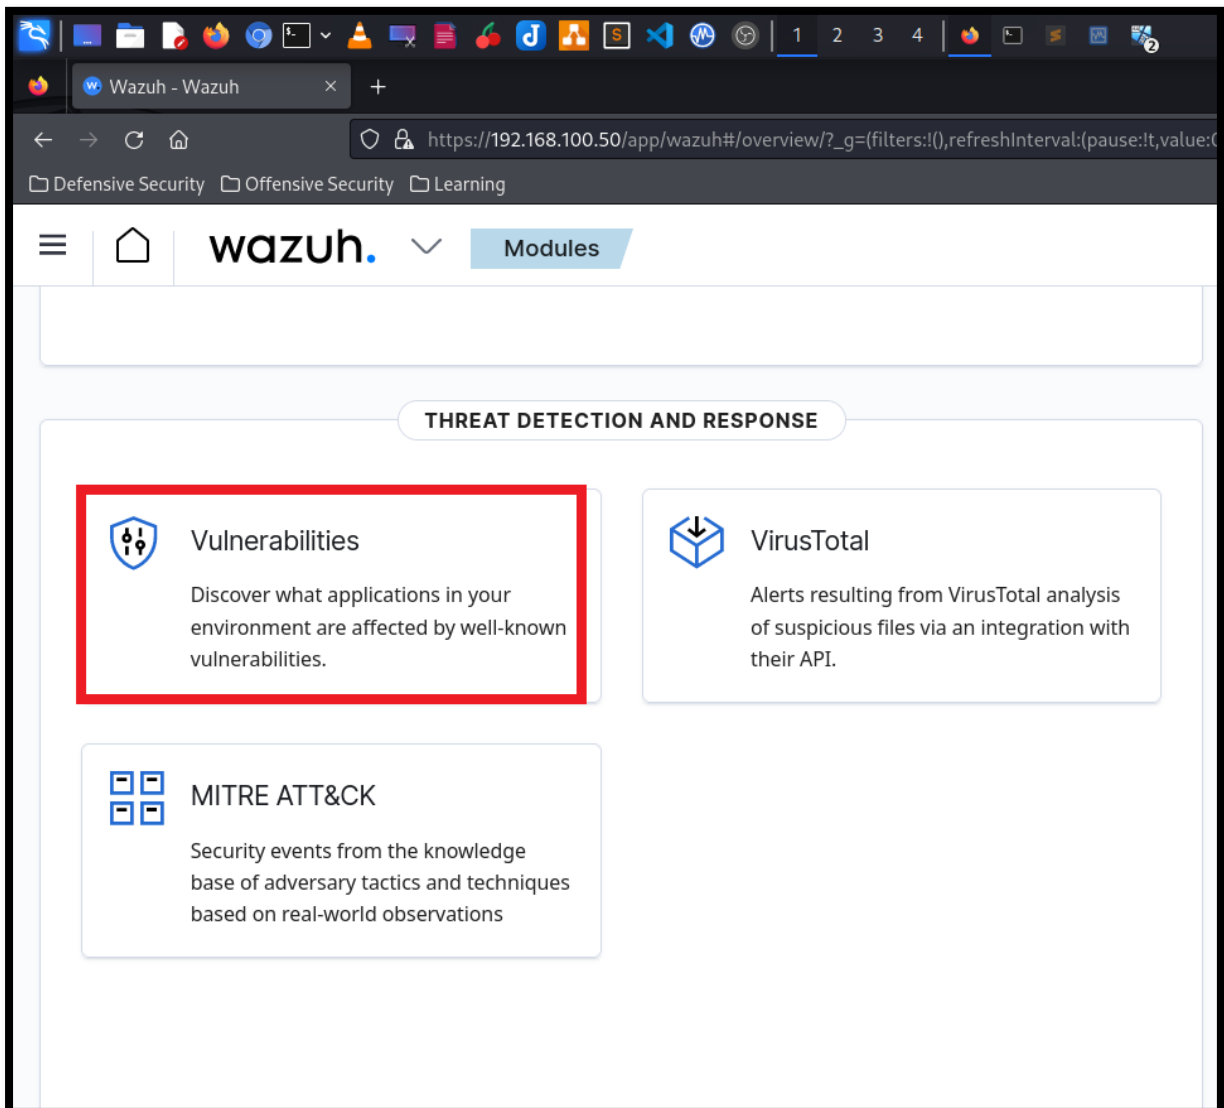 1 2 3 4 2
Wazuh - Wazuh
https://192.168.100.50/app/wazuh#/overview/?_g=(filters:!(),refreshInterval:(pause:!t,value:
Defensive Security Offensive Security Learning
wazuh. Modules
THREAT DETECTION AND RESPONSE
Vulnerabilities
Discover what applications in your
environment are affected by well-known
vulnerabilities.
VirusTotal
Alerts resulting from VirusTotal analysis
of suspicious files via an integration with
their API.
MITRE ATT&CK
Security events from the knowledge
base of adversary tactics and techniques
based on real-world observations